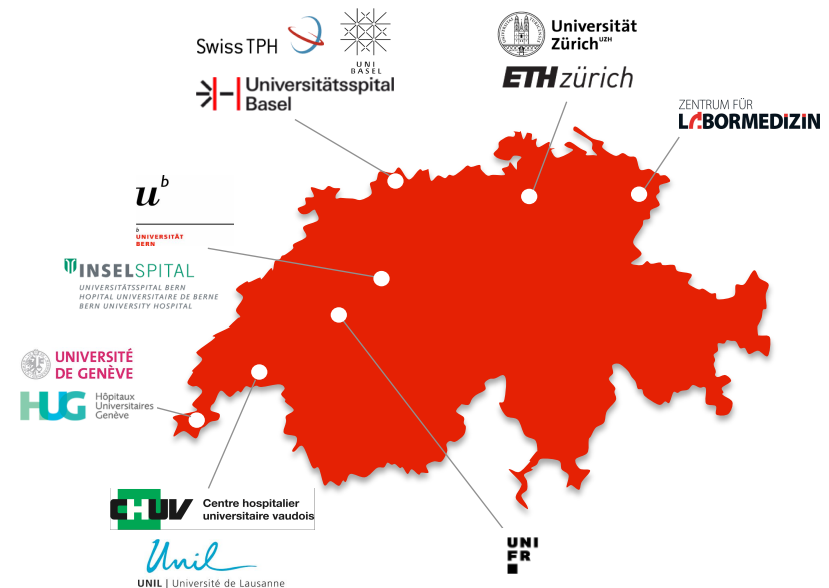 Swiss TPH
UNI
BASEL
Universitätsspital
Basel
Universität
Zürich UZH
ETH zürich
ZENTRUM FÜR
LABORMEDIZIN
u b
b
UNIVERSITÄT
BERN
INSELSPITAL
UNIVERSITÄTSSPITAL BERN
HOPITAL UNIVERSITAIRE DE BERNE
BERN UNIVERSITY HOSPITAL
UNIVERSITÉ
DE GENÈVE
HUG
Hôpitaux
Universitaires
Genève
CHUV
Centre hospitalier
universitaire vaudois
Unil
UNIL | Université de Lausanne
UNI
FR